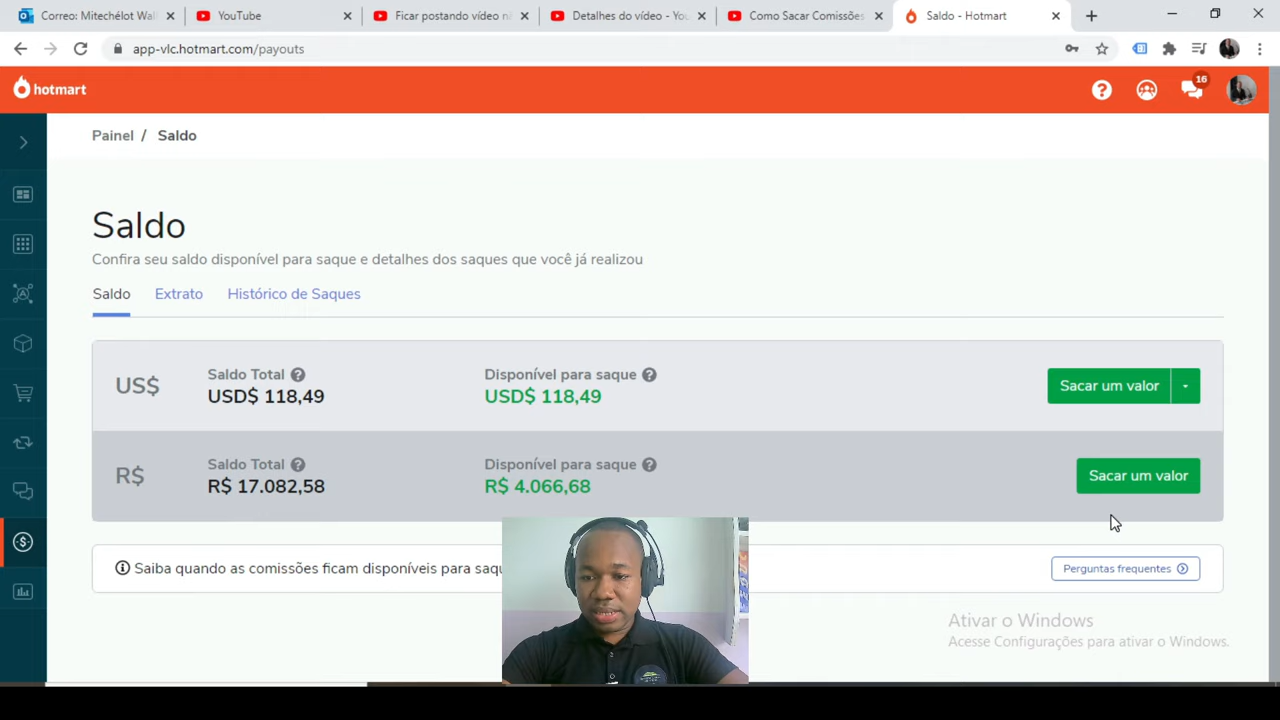 Correo: Mitechélot Wal
YouTube
Ficar postando vídeo n
Detalhes do vídeo - You
Como Sacar Comissões
Saldo - Hotmart
app-vlc.hotmart.com/payouts
hotmart
16
Painel / Saldo
Saldo
Confira seu saldo disponível para saque e detalhes dos saques que você já realizou
Saldo Extrato Histórico de Saques
US$ Saldo Total Disponível para saque
USD$ 118,49 USD$ 118,49
Sacar um valor
R$ Saldo Total Disponível para saque
R$ 17.082,58 R$ 4.066,68
Sacar um valor
Saiba quando as comissões ficam disponíveis para saqu
Perguntas frequentes
Ativar o Windows
Acesse Configurações para ativar o Windows.